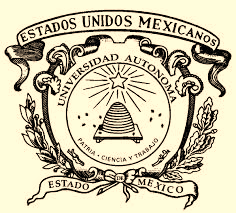 ESTADOS UNIDOS MEXICANOS
UNIVERSIDAD AUTONOMA
PATRIA · CIENCIA Y TRABAJO
ESTADO DE MEXICO